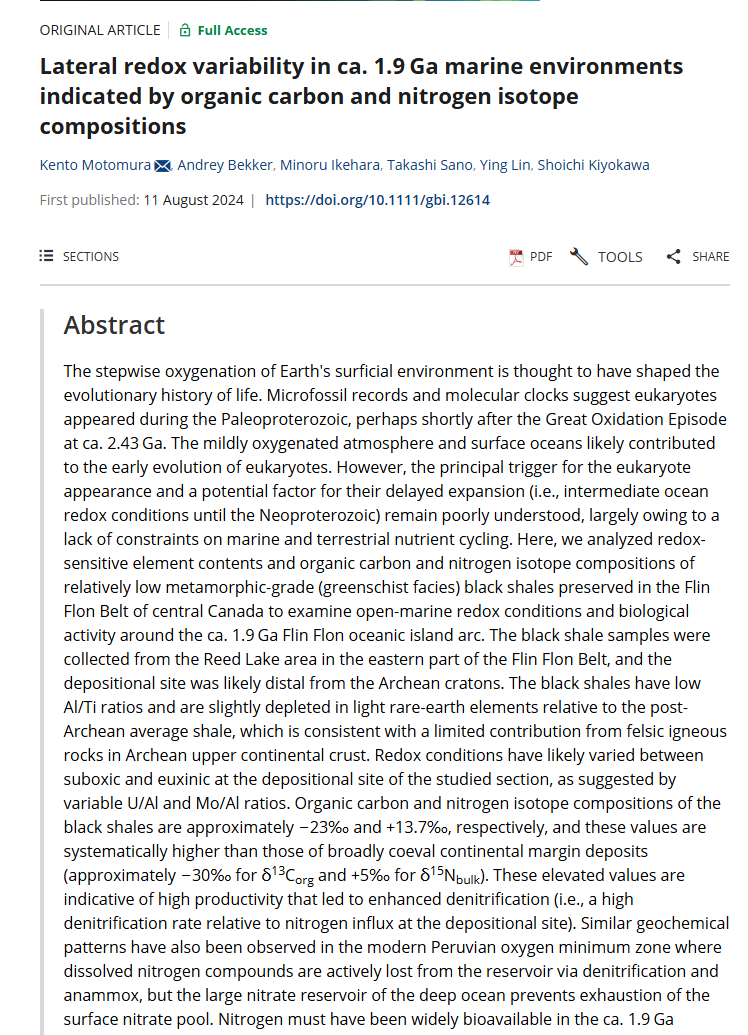 ORIGINAL ARTICLE | Full Access
Lateral redox variability in ca. 1.9 Ga marine environments
indicated by organic carbon and nitrogen isotope
compositions
Kento Motomura, Andrey Bekker, Minoru Ikehara, Takashi Sano, Ying Lin, Shoichi Kiyokawa
First published: 11 August 2024 | https://doi.org/10.1111/gbi.12614
SECTIONS PDF TOOLS SHARE
Abstract
The stepwise oxygenation of Earth's surficial environment is thought to have shaped the
evolutionary history of life. Microfossil records and molecular clocks suggest eukaryotes
appeared during the Paleoproterozoic, perhaps shortly after the Great Oxidation Episode
at ca. 2.43 Ga. The mildly oxygenated atmosphere and surface oceans likely contributed
to the early evolution of eukaryotes. However, the principal trigger for the eukaryote
appearance and a potential factor for their delayed expansion (i.e., intermediate ocean
redox conditions until the Neoproterozoic) remain poorly understood, largely owing to a
lack of constraints on marine and terrestrial nutrient cycling. Here, we analyzed redox-
sensitive element contents and organic carbon and nitrogen isotope compositions of
relatively low metamorphic-grade (greenschist facies) black shales preserved in the Flin
Flon Belt of central Canada to examine open-marine redox conditions and biological
activity around the ca. 1.9 Ga Flin Flon oceanic island arc. The black shale samples were
collected from the Reed Lake area in the eastern part of the Flin Flon Belt, and the
depositional site was likely distal from the Archean cratons. The black shales have low
Al/Ti ratios and are slightly depleted in light rare-earth elements relative to the post-
Archean average shale, which is consistent with a limited contribution from felsic igneous
rocks in Archean upper continental crust. Redox conditions have likely varied between
suboxic and euxinic at the depositional site of the studied section, as suggested by
variable U/Al and Mo/Al ratios. Organic carbon and nitrogen isotope compositions of the
black shales are approximately −23‰ and +13.7‰, respectively, and these values are
systematically higher than those of broadly coeval continental margin deposits
(approximately −30‰ for δ¹³Corg and +5‰ for δ¹⁵Nbulk). These elevated values are
indicative of high productivity that led to enhanced denitrification (i.e., a high
denitrification rate relative to nitrogen influx at the depositional site). Similar geochemical
patterns have also been observed in the modern Peruvian oxygen minimum zone where
dissolved nitrogen compounds are actively lost from the reservoir via denitrification and
anammox, but the large nitrate reservoir of the deep ocean prevents exhaustion of the
surface nitrate pool. Nitrogen must have been widely bioavailable in the ca. 1.9 Ga